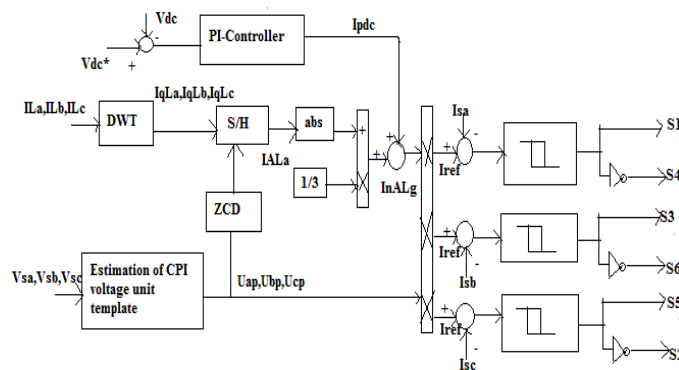 Vdc
Vdc*
+
-
PI-Controller
Ipdc
ILa,ILb,ILc
DWT
IqLa,IqLb,IqLc
S/H
IALa
abs
1/3
+
+
+
InALg
ZCD
Vsa,Vsb,Vsc
Estimation of CPI
voltage unit
template
Uap,Ubp,Ucp
Isa
-
+
Iref
S1
S4
+
Iref
-
Isb
S3
S6
+
Iref
-
Isc
S5